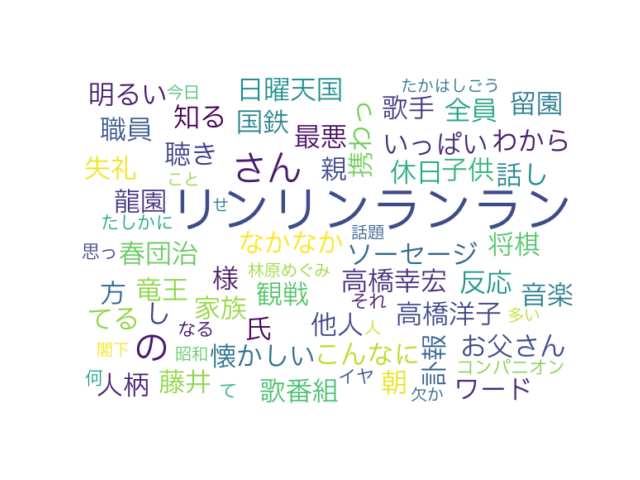 たかはしごう
明るい
今日
日曜天国
歌手
全員
留園
職員
知る
国鉄
最悪
携わっ
いっぱい
わから
失礼
聴き
さん
親
休日
子供
話し
龍園
リンリンランラン
せ
たしかに
なかなか
話題
思っ
春団治
ソーセージ
将棋
林原めぐみ
方
竜王
様
観戦
高橋幸宏
反応
音楽
家族
それ
てる
し
なる
氏
他人
高橋洋子
多い
の
人
閣下
昭和
懐かしい
こんなに
訃報
お父さん
コンパニオン
何
人柄
藤井
て
歌番組
イヤ
朝
欠か
ワード
こと